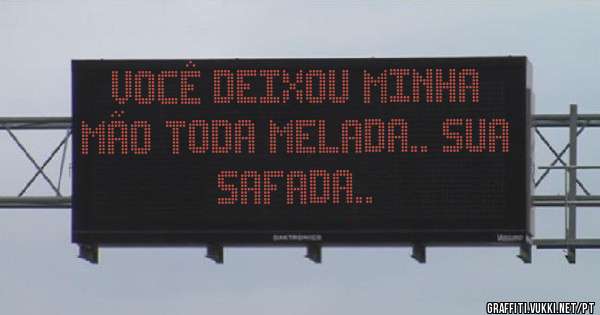 VOCÊ DEIXOU MINHA
MÃO TODA MELADA.. SUA
SAFADA..
DAKTRONICS
GRAFFITI.VUKKI.NET/PT